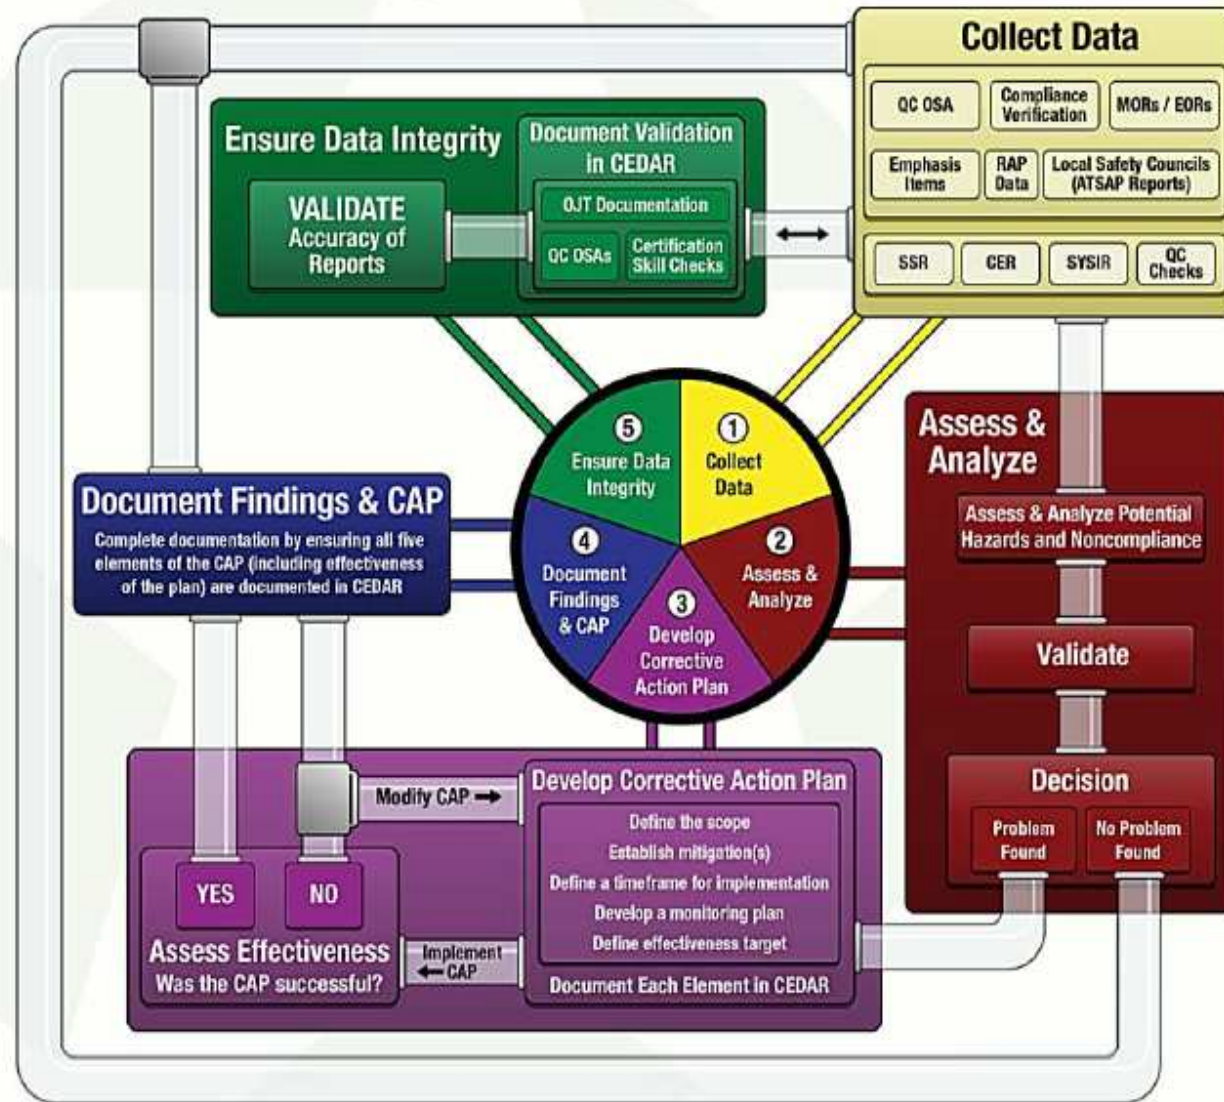 Collect Data
QC OSA
Compliance
Verification
MORs / EORs
Emphasis
Items
RAP
Data
Local Safety Councils
(ATSAP Reports)
SSR
CER
SYSIR
QC
Checks
Ensure Data Integrity
VALIDATE
Accuracy of
Reports
Document Validation
in CEDAR
OJT Documentation
QC OSAs
Certification
Skill Checks
5
Ensure Data
Integrity
1
Collect
Data
4
Document
Findings
& CAP
2
Assess &
Analyze
3
Develop
Corrective
Action Plan
Document Findings & CAP
Complete documentation by ensuring all five
elements of the CAP (including effectiveness
of the plan) are documented in CEDAR
Assess &
Analyze
Assess & Analyze Potential
Hazards and Noncompliance
Validate
Decision
Problem
Found
No Problem
Found
Modify CAP
Develop Corrective Action Plan
Define the scope
Establish mitigation(s)
Define a timeframe for implementation
Develop a monitoring plan
Define effectiveness target
Document Each Element in CEDAR
YES
NO
Assess Effectiveness
Was the CAP successful?
Implement
CAP